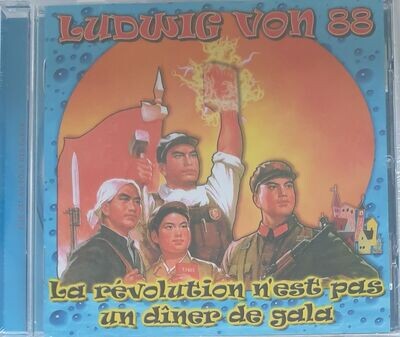 LUDWIG VON 88
La révolution n'est pas
un dîner de gala